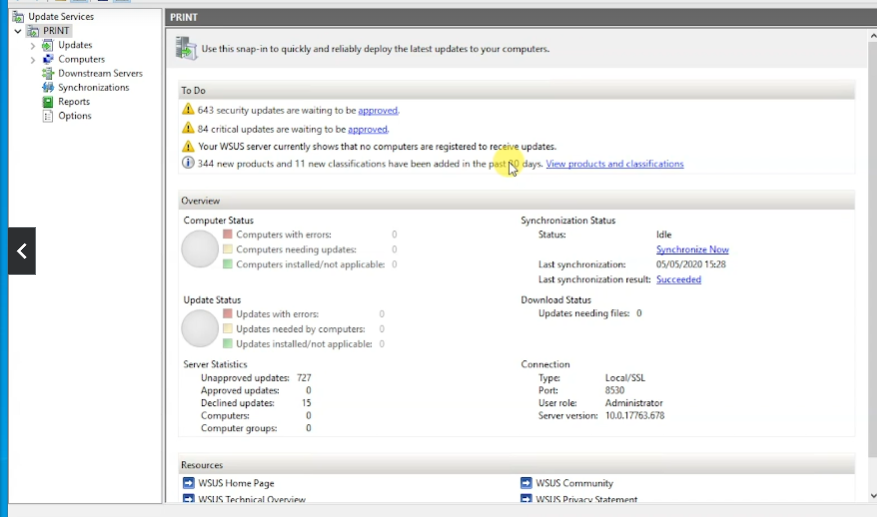 Update Services
PRINT
Updates
Computers
Downstream Servers
Synchronizations
Reports
Options
PRINT
Use this snap-in to quickly and reliably deploy the latest updates to your computers.
To Do
643 security updates are waiting to be approved.
84 critical updates are waiting to be approved.
Your WSUS server currently shows that no computers are registered to receive updates.
344 new products and 11 new classifications have been added in the past days. View products and classifications
Overview
Computer Status
Computers with errors: 0
Computers needing updates: 0
Computers installed/not applicable: 0
Synchronization Status
Status: Idle
Synchronize Now
Last synchronization: 05/05/2020 15:28
Last synchronization result: Succeeded
Update Status
Updates with errors: 0
Updates needed by computers: 0
Updates installed/not applicable: 0
Download Status
Updates needing files: 0
Server Statistics
Unapproved updates: 727
Approved updates: 0
Declined updates: 15
Computers: 0
Computer groups: 0
Connection
Type: Local/SSL
Port: 8530
User role: Administrator
Server version: 10.0.17763.678
Resources
WSUS Home Page
WSUS Community
WSUS Technical Overview
WSUS Privacy Statement